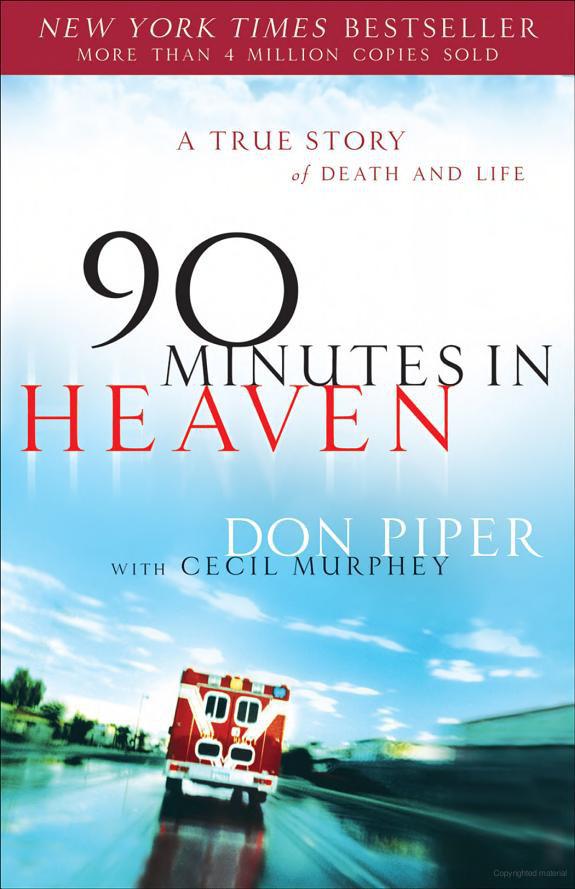 NEW YORK TIMES BESTSELLER
MORE THAN 4 MILLION COPIES SOLD
A TRUE STORY
of DEATH AND LIFE
90
MINUTES IN
HEAVEN
DON PIPER
WITH CECIL MURPHEY
Copyrighted material